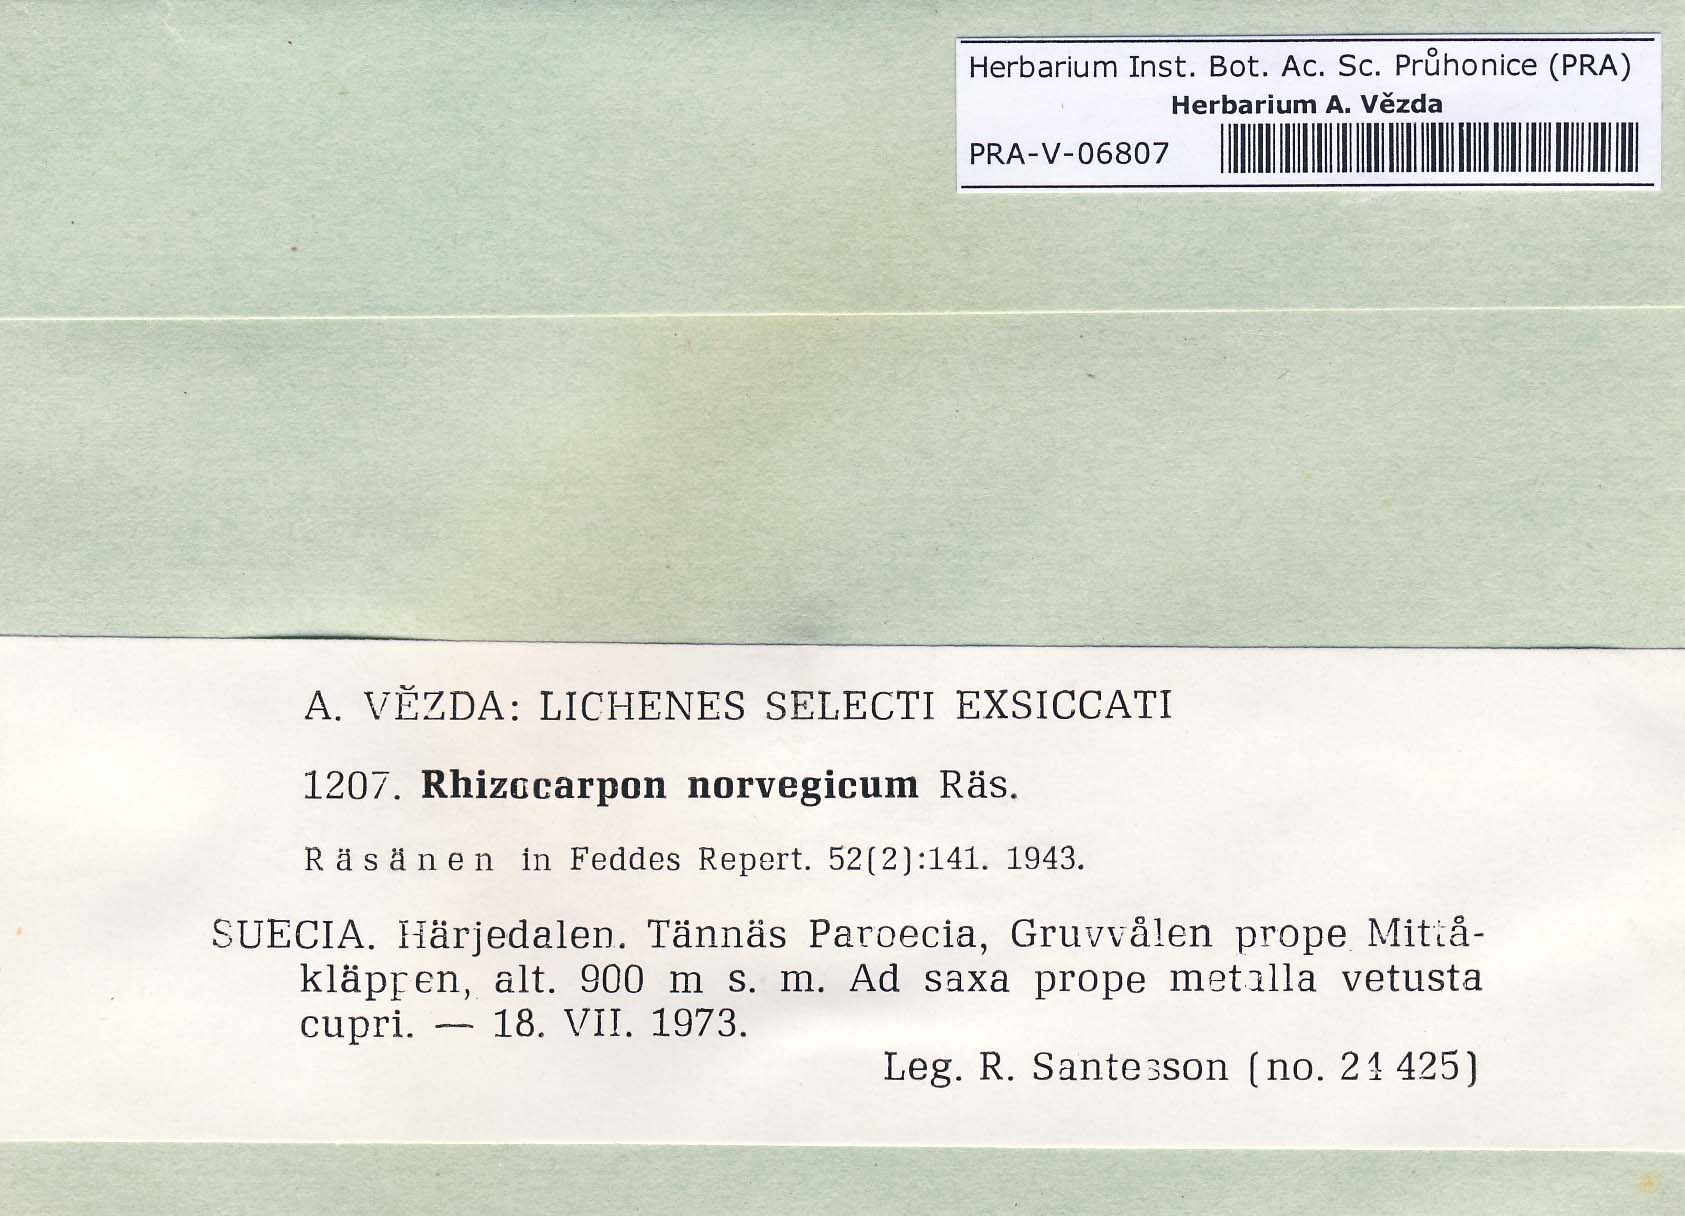 Herbarium Inst. Bot. Ac. Sc. Průhonice (PRA)
Herbarium A. Vězda
PRA-V-06807
A. VĚZDA: LICHENES SELECTI EXSICCATI
1207. Rhizocarpon norvegicum Räs.
Räsänen in Feddes Repert. 52(2):141. 1943.
SUECIA. Härjedalen. Tännäs Paroecia, Gruvvålen prope Mittå-
kläppen, alt. 900 m s. m. Ad saxa prope metalla vetusta
cupri. — 18. VII. 1973.
Leg. R. Santesson (no. 24 425)